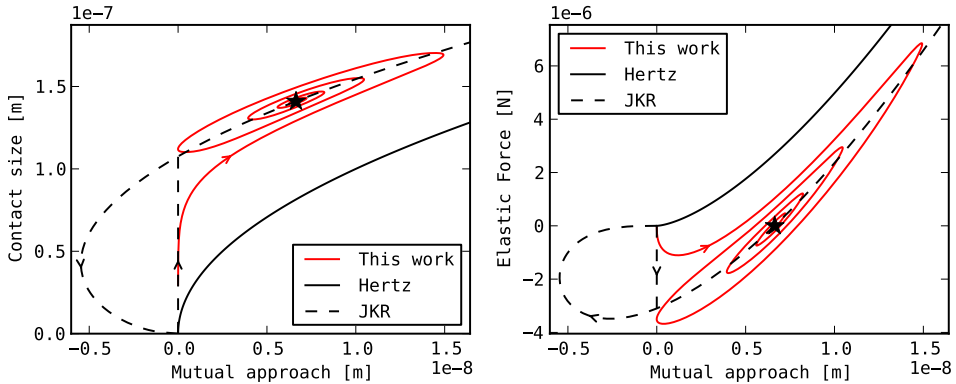 1e-7
Contact size [m]
1.5
1.0
0.5
0.0
This work
Hertz
JKR
−0.5 0.0 0.5 1.0 1.5
1e-8
Mutual approach [m]
1e-6
Elastic Force [N]
6
4
2
0
−2
−4
This work
Hertz
JKR
−0.5 0.0 0.5 1.0 1.5
1e-8
Mutual approach [m]